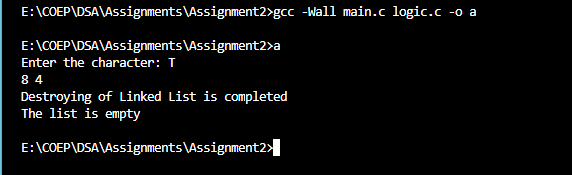 E:\COEP\DSA\Assignments\Assignment2>gcc -Wall main.c logic.c -o a
E:\COEP\DSA\Assignments\Assignment2>a
Enter the character: T
8 4
Destroying of Linked List is completed
The list is empty
E:\COEP\DSA\Assignments\Assignment2>